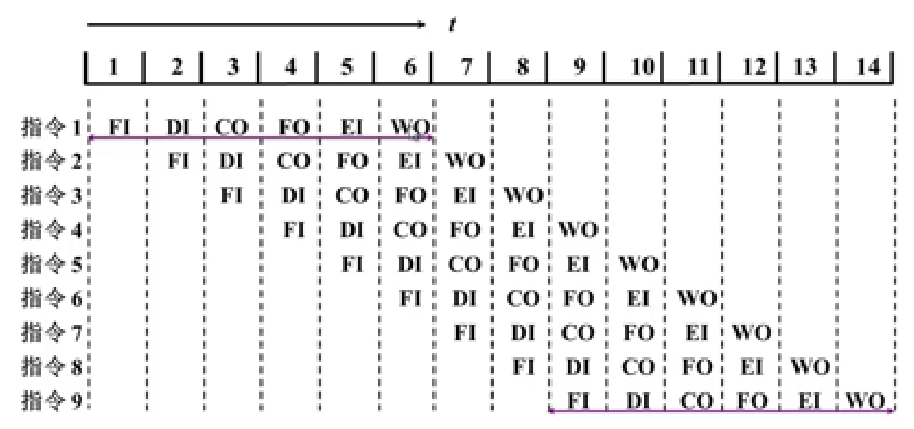 t
1 2 3 4 5 6 7 8 9 10 11 12 13 14
指令 1 FI DI CO FO EI WO
指令 2 FI DI CO FO EI WO
指令 3 FI DI CO FO EI WO
指令 4 FI DI CO FO EI WO
指令 5 FI DI CO FO EI WO
指令 6 FI DI CO FO EI WO
指令 7 FI DI CO FO EI WO
指令 8 FI DI CO FO EI WO
指令 9 FI DI CO FO EI WO